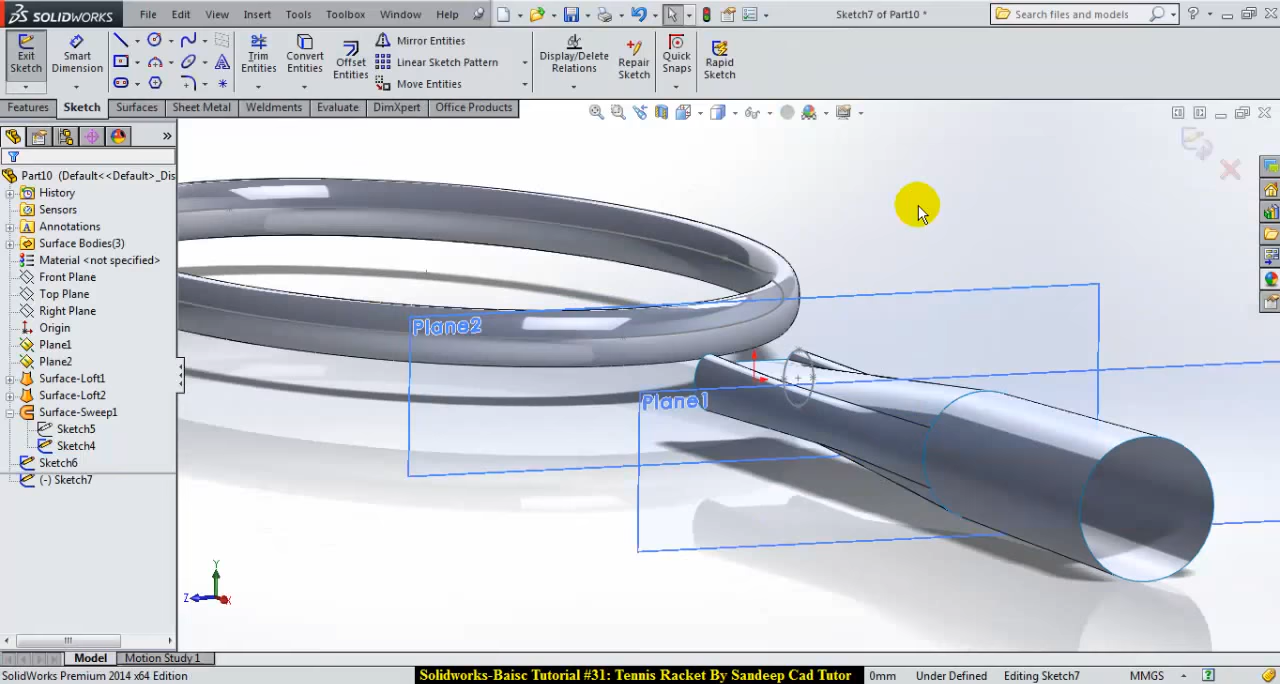 SOLIDWORKS
File Edit View Insert Tools Toolbox Window Help
Sketch7 of Part10 *
Search files and models
Exit Sketch
Smart Dimension
Trim Entities
Convert Entities
Offset Entities
Mirror Entities
Linear Sketch Pattern
Move Entities
Display/Delete Relations
Repair Sketch
Quick Snaps
Rapid Sketch
Features Sketch Surfaces Sheet Metal Weldments Evaluate DimXpert Office Products
Part10 (Default<<Default>_Dis
History
Sensors
Annotations
Surface Bodies(3)
Material <not specified>
Front Plane
Top Plane
Right Plane
Origin
Plane1
Plane2
Surface-Loft1
Surface-Loft2
Surface-Sweep1
Sketch5
Sketch4
Sketch6
(-) Sketch7
Plane2
Plane1
Y
Z X
Model Motion Study 1
SolidWorks Premium 2014 x64 Edition
Solidworks-Baisc Tutorial #31: Tennis Racket By Sandeep Cad Tutor
0mm Under Defined Editing Sketch7 MMGS